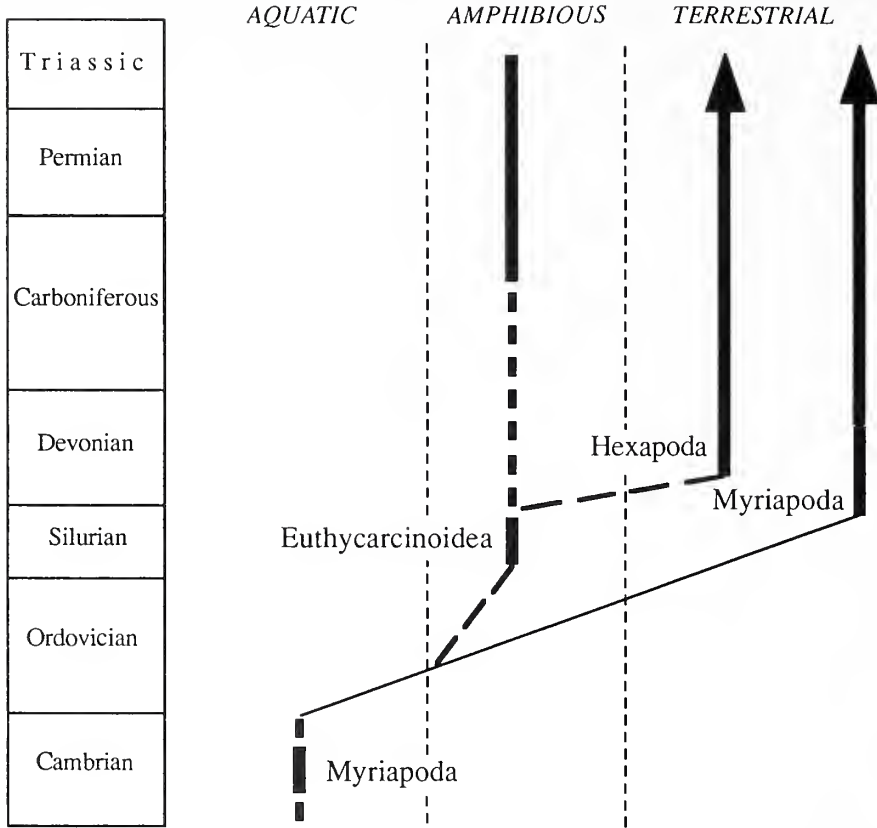 AQUATIC AMPHIBIOUS TERRESTRIAL
Triassic
Permian
Carboniferous
Devonian
Hexapoda
Myriapoda
Silurian
Euthycarcinoidea
Ordovician
Cambrian
Myriapoda